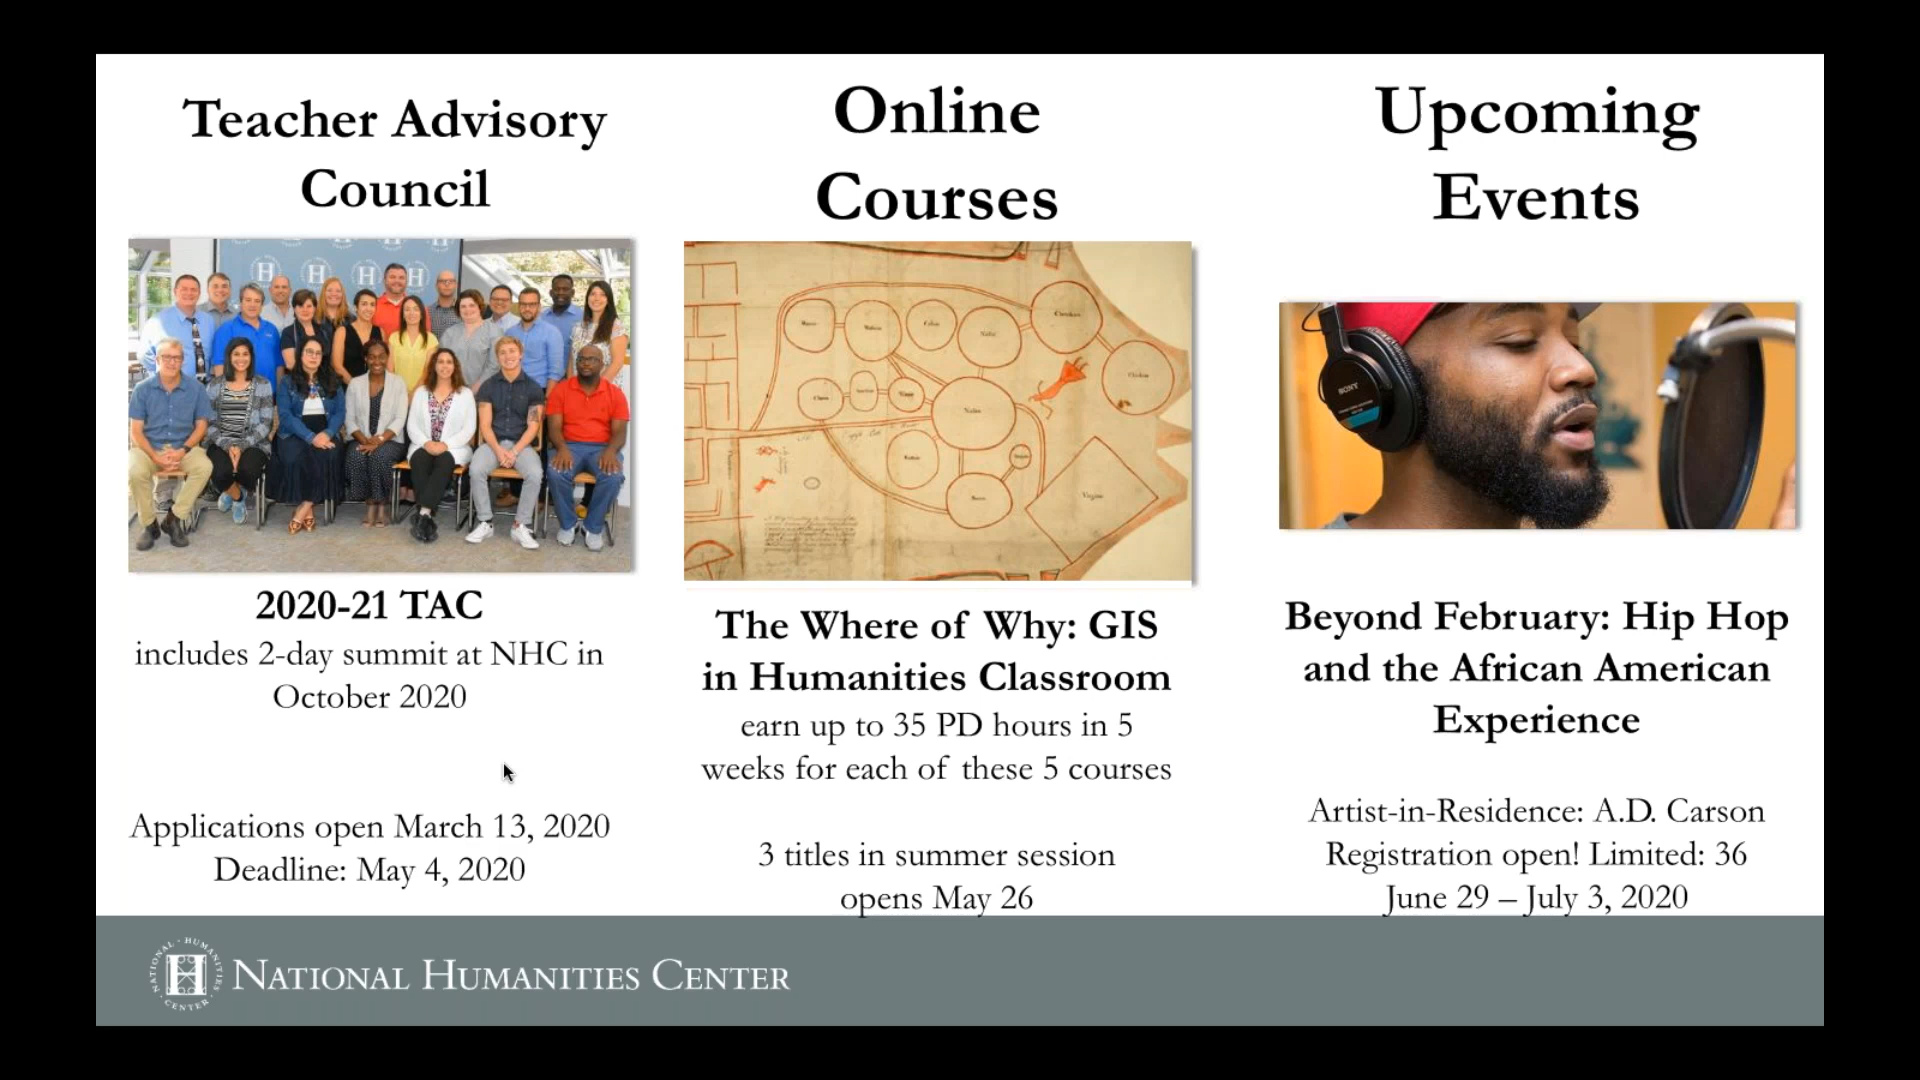 Teacher Advisory
Council
2020-21 TAC
includes 2-day summit at NHC in
October 2020
Applications open March 13, 2020
Deadline: May 4, 2020
Online
Courses
The Where of Why: GIS
in Humanities Classroom
earn up to 35 PD hours in 5
weeks for each of these 5 courses
3 titles in summer session
opens May 26
Upcoming
Events
SONY
Beyond February: Hip Hop
and the African American
Experience
Artist-in-Residence: A.D. Carson
Registration open! Limited: 36
June 29 – July 3, 2020
NATIONAL · HUMANITIES · CENTER ·
H
NATIONAL HUMANITIES CENTER